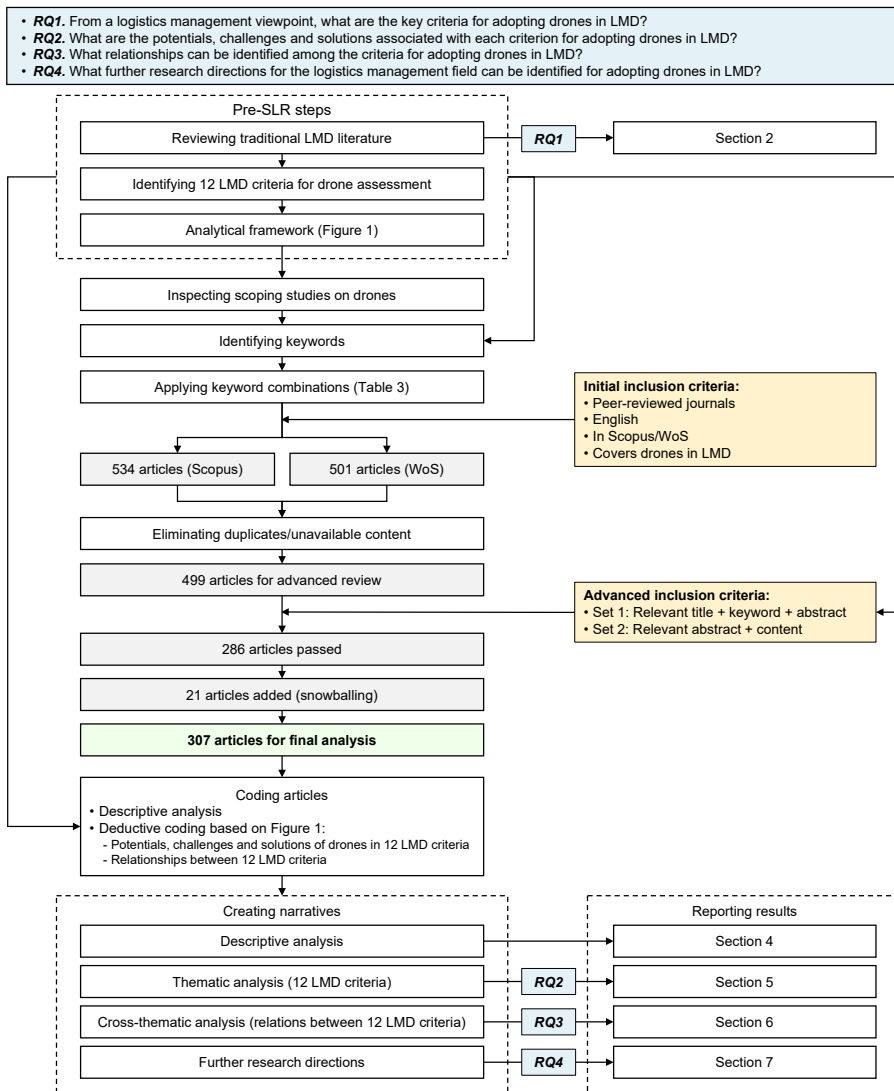 • RQ1. From a logistics management viewpoint, what are the key criteria for adopting drones in LMD?
• RQ2. What are the potentials, challenges and solutions associated with each criterion for adopting drones in LMD?
• RQ3. What relationships can be identified among the criteria for adopting drones in LMD?
• RQ4. What further research directions for the logistics management field can be identified for adopting drones in LMD?
Pre-SLR steps
Reviewing traditional LMD literature
RQ1
Section 2
Identifying 12 LMD criteria for drone assessment
Analytical framework (Figure 1)
Inspecting scoping studies on drones
Identifying keywords
Applying keyword combinations (Table 3)
Initial inclusion criteria:
• Peer-reviewed journals
• English
• In Scopus/WoS
• Covers drones in LMD
534 articles (Scopus)
501 articles (WoS)
Eliminating duplicates/unavailable content
499 articles for advanced review
Advanced inclusion criteria:
• Set 1: Relevant title + keyword + abstract
• Set 2: Relevant abstract + content
286 articles passed
21 articles added (snowballing)
307 articles for final analysis
Coding articles
• Descriptive analysis
• Deductive coding based on Figure 1:
- Potentials, challenges and solutions of drones in 12 LMD criteria
- Relationships between 12 LMD criteria
Creating narratives
Reporting results
Descriptive analysis
Section 4
Thematic analysis (12 LMD criteria)
RQ2
Section 5
Cross-thematic analysis (relations between 12 LMD criteria)
RQ3
Section 6
Further research directions
RQ4
Section 7